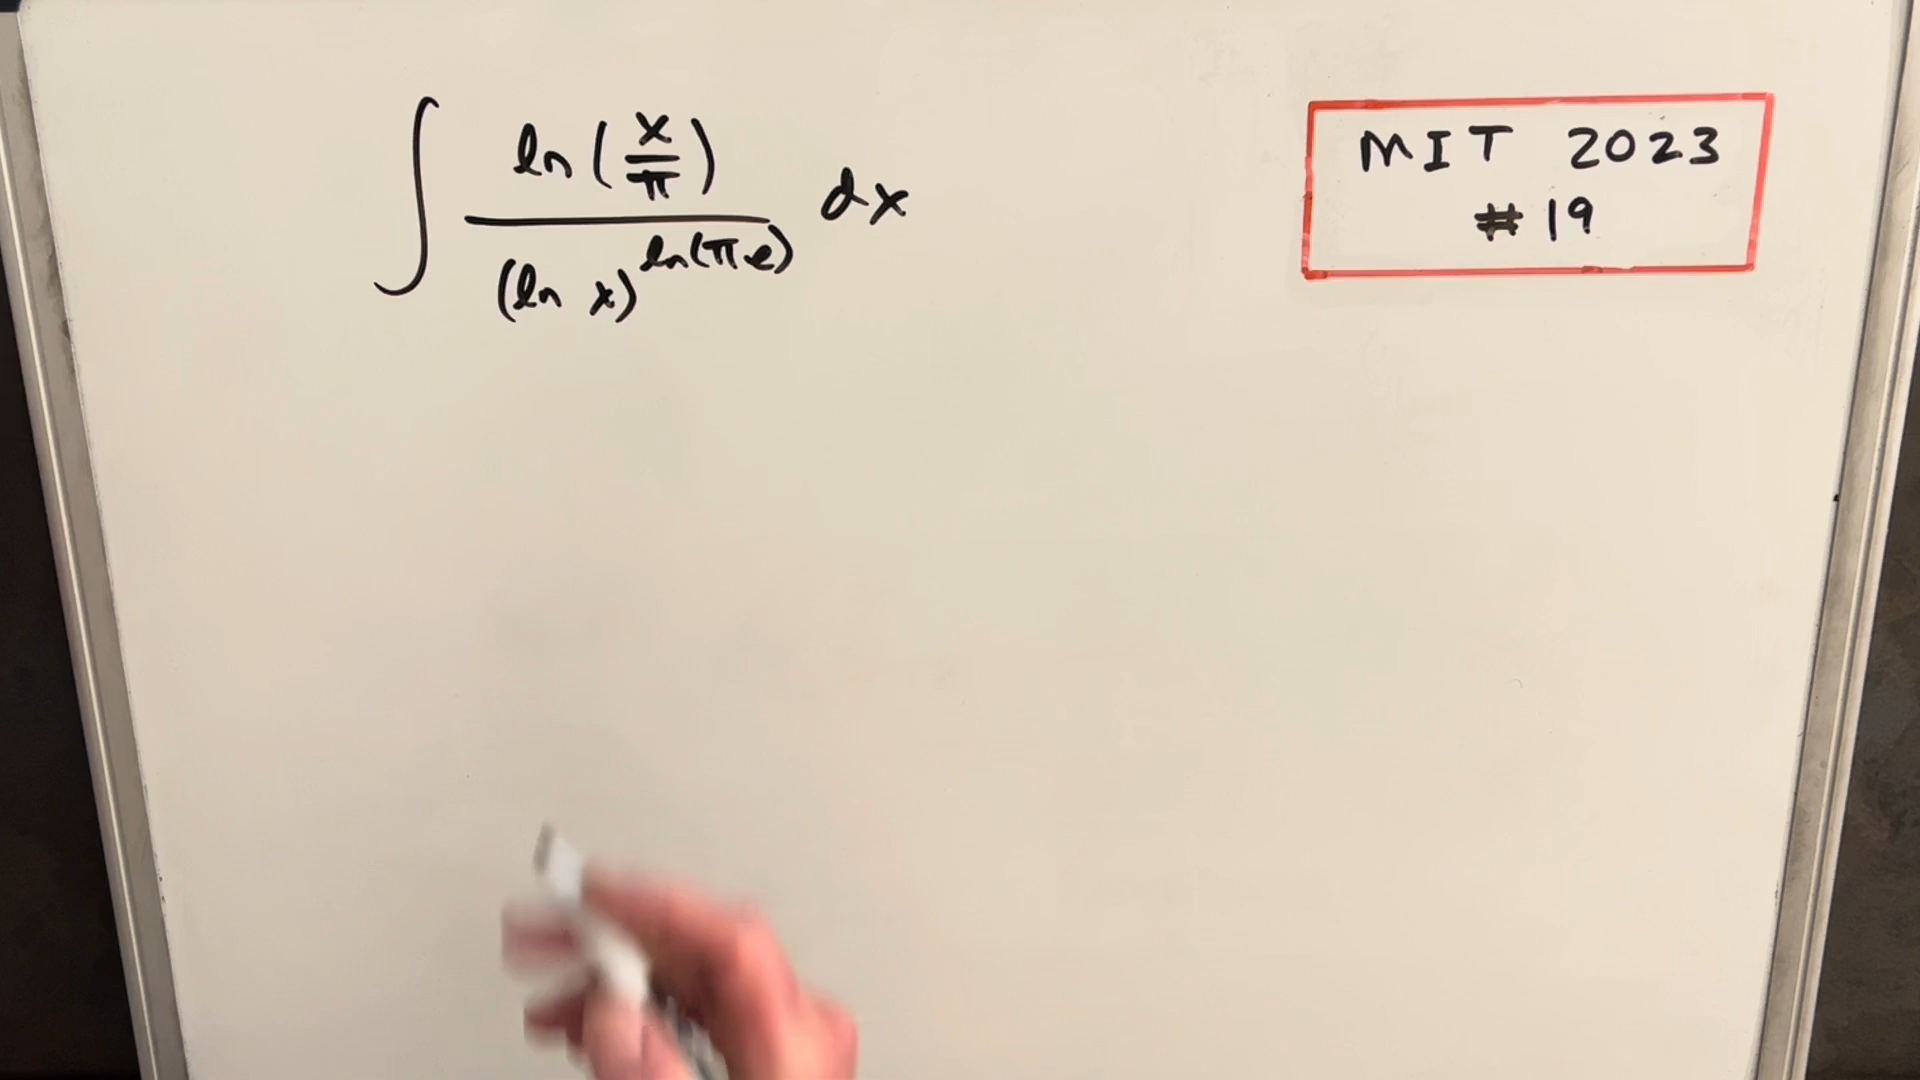 ∫ ln(x/π) / (ln x)^ln(πe) dx
MIT 2023
#19